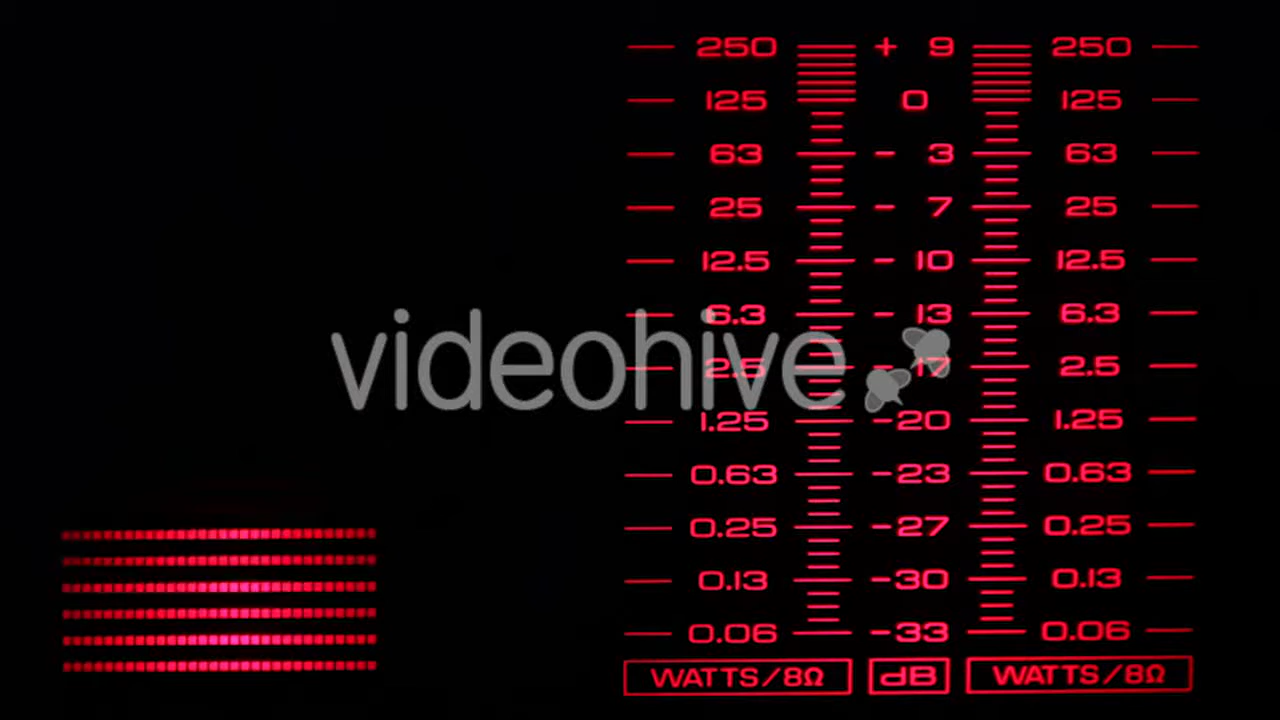 250 + 9 250
125 0 125
63 - 3 63
25 - 7 25
12.5 - 10 12.5
6.3 - 13 6.3
2.5 - 17 2.5
videohive
1.25 -20 1.25
0.63 -23 0.63
0.25 -27 0.25
0.13 -30 0.13
0.06 -33 0.06
WATTS/8Ω dB WATTS/8Ω